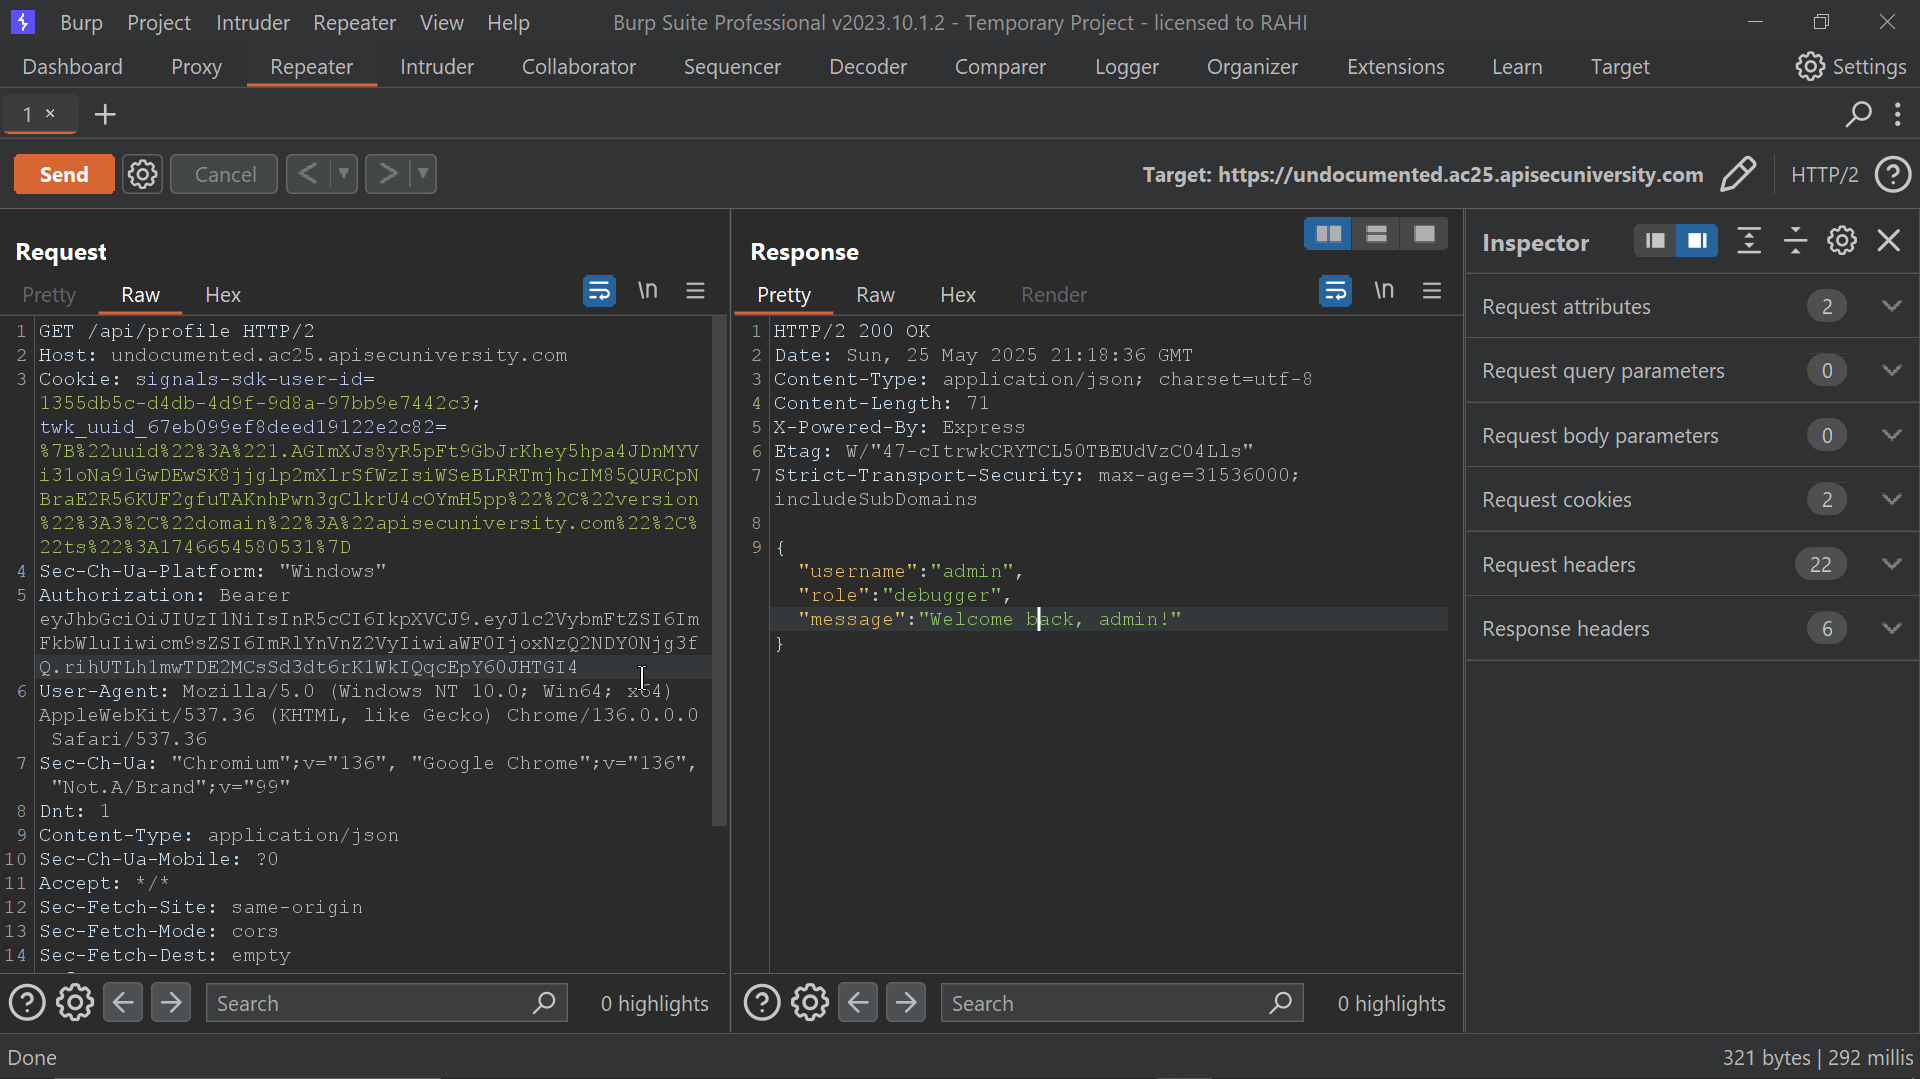 Burp Project Intruder Repeater View Help Burp Suite Professional v2023.10.1.2 - Temporary Project - licensed to RAHI
Dashboard Proxy Repeater Intruder Collaborator Sequencer Decoder Comparer Logger Organizer Extensions Learn Target Settings
1 × +
Send Cancel < > Target: https://undocumented.ac25.apisecuniversity.com HTTP/2 ?
Request
Pretty Raw Hex \n
1 GET /api/profile HTTP/2
2 Host: undocumented.ac25.apisecuniversity.com
3 Cookie: signals-sdk-user-id=
1355db5c-d4db-4d9f-9d8a-97bb9e7442c3;
twk_uuid_67eb099ef8deed19122e2c82=
%7B%22uuid%22%3A%221.AGImXJs8yR5pFt9GbJrKhey5hpa4JDnMYV
i31oNa9lGwDEwSK8jjglp2mXlrSfWzIsiWSeBLRRTmjhcIM85QURCpN
BraE2R56KUF2gfuTAKnhPwn3gClkrU4cOYmH5pp%22%2C%22version
%22%3A3%2C%22domain%22%3A%22apisecuniversity.com%22%2C%
22ts%22%3A1746654580531%7D
4 Sec-Ch-Ua-Platform: "Windows"
5 Authorization: Bearer
eyJhbGciOiJIUzI1NiIsInR5cCI6IkpXVCJ9.eyJ1c2VybmFtZSI6Im
FkbWluIiwicm9sZSI6ImRlYnVnZ2VyIiwiaWF0IjoxNzQ2NDY0Njg3f
Q.rihUTLh1mwTDE2MCsSd3dt6rK1WkIQqcEpY60JHTGI4
6 User-Agent: Mozilla/5.0 (Windows NT 10.0; Win64; x64)
AppleWebKit/537.36 (KHTML, like Gecko) Chrome/136.0.0.0
Safari/537.36
7 Sec-Ch-Ua: "Chromium";v="136", "Google Chrome";v="136",
"Not.A/Brand";v="99"
8 Dnt: 1
9 Content-Type: application/json
10 Sec-Ch-Ua-Mobile: ?0
11 Accept: */*
12 Sec-Fetch-Site: same-origin
13 Sec-Fetch-Mode: cors
14 Sec-Fetch-Dest: empty
? Search 0 highlights
Response
Pretty Raw Hex Render \n
1 HTTP/2 200 OK
2 Date: Sun, 25 May 2025 21:18:36 GMT
3 Content-Type: application/json; charset=utf-8
4 Content-Length: 71
5 X-Powered-By: Express
6 Etag: W/"47-cItrwkCRYTCL50TBEUdVzC04Lls"
7 Strict-Transport-Security: max-age=31536000;
includeSubDomains
8
9 {
"username":"admin",
"role":"debugger",
"message":"Welcome back, admin!"
}
? Search 0 highlights
Inspector
Request attributes 2
Request query parameters 0
Request body parameters 0
Request cookies 2
Request headers 22
Response headers 6
Done 321 bytes | 292 millis